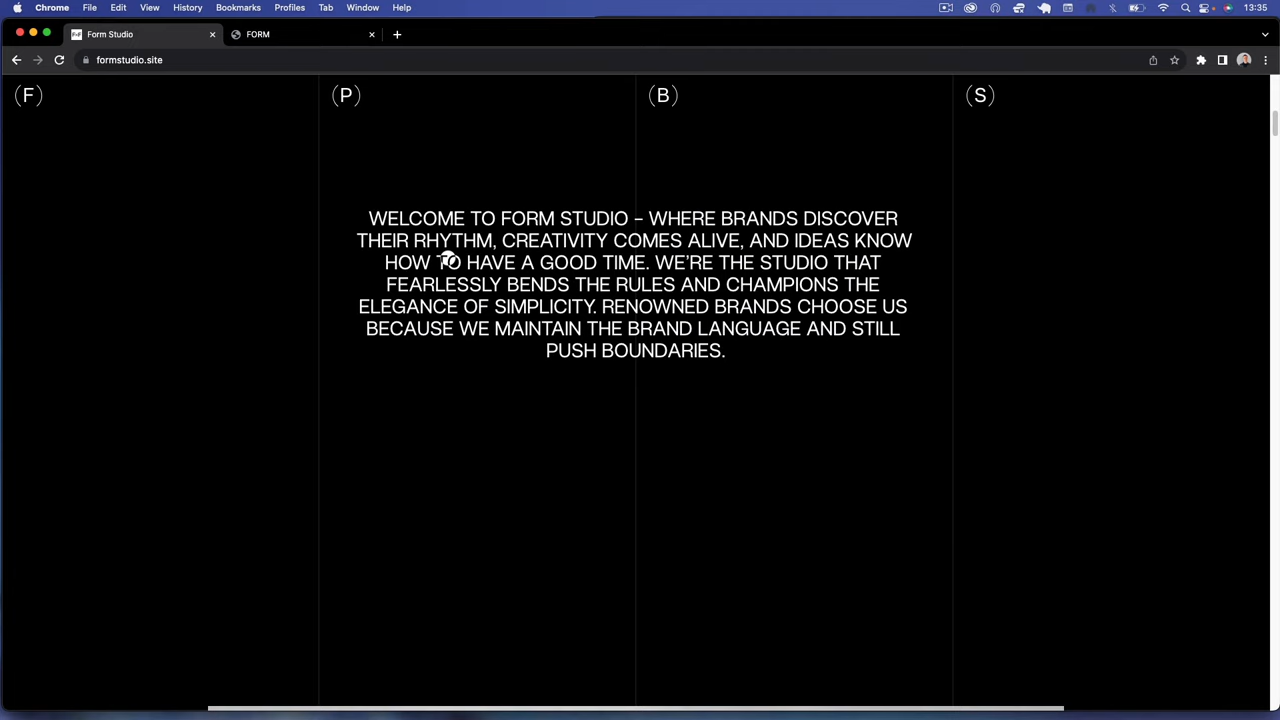 Chrome File Edit View History Bookmarks Profiles Tab Window Help 13:35
Form Studio FORM
formstudio.site
(F) (P) (B) (S)
WELCOME TO FORM STUDIO – WHERE BRANDS DISCOVER
THEIR RHYTHM, CREATIVITY COMES ALIVE, AND IDEAS KNOW
HOW TO HAVE A GOOD TIME. WE’RE THE STUDIO THAT
FEARLESSLY BENDS THE RULES AND CHAMPIONS THE
ELEGANCE OF SIMPLICITY. RENOWNED BRANDS CHOOSE US
BECAUSE WE MAINTAIN THE BRAND LANGUAGE AND STILL
PUSH BOUNDARIES.